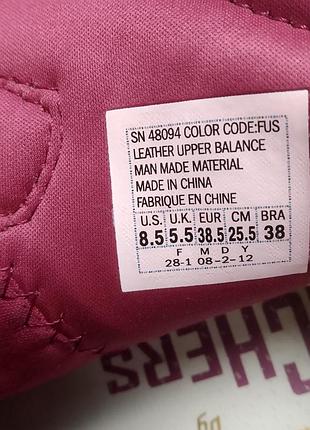 SN 48094 COLOR CODE:FUS
LEATHER UPPER BALANCE
MAN MADE MATERIAL
MADE IN CHINA
FABRIQUE EN CHINE
U.S. U.K. EUR CM BRA
8.5 5.5 38.5 25.5 38
F M D Y
28-1 08-2-12
CHERS